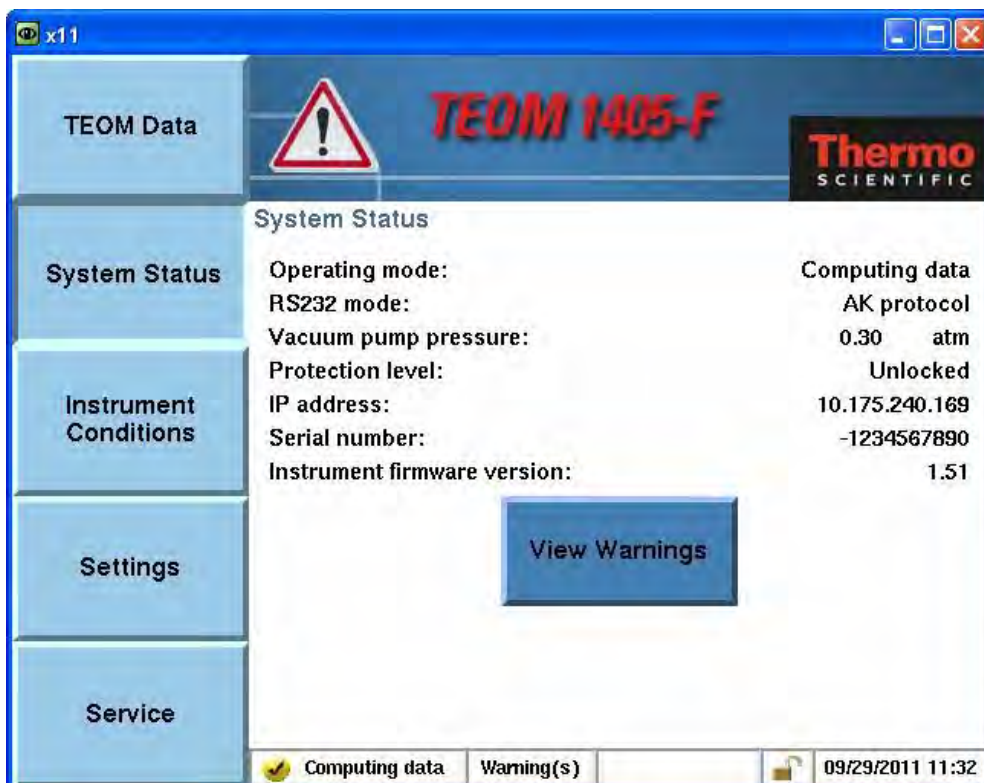 x11
TEOM Data
TEOM 1405-F
Thermo
SCIENTIFIC
System Status
System Status
Operating mode: Computing data
RS232 mode: AK protocol
Vacuum pump pressure: 0.30 atm
Protection level: Unlocked
IP address: 10.175.240.169
Serial number: -1234567890
Instrument firmware version: 1.51
Instrument
Conditions
View Warnings
Settings
Service
Computing data Warning(s) 09/29/2011 11:32